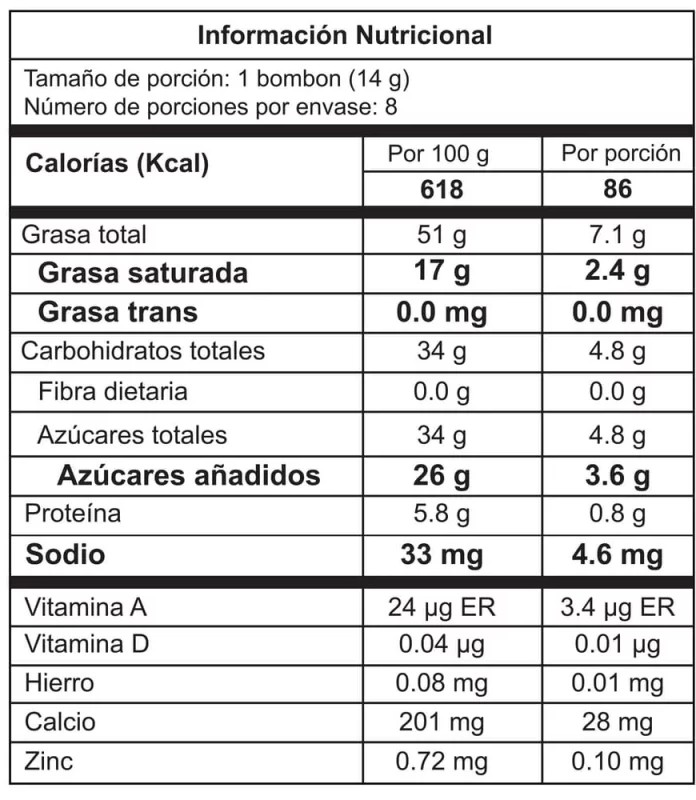 Información Nutricional
Tamaño de porción: 1 bombon (14 g)
Número de porciones por envase: 8
Calorías (Kcal) Por 100 g Por porción
618 86
Grasa total 51 g 7.1 g
Grasa saturada 17 g 2.4 g
Grasa trans 0.0 mg 0.0 mg
Carbohidratos totales 34 g 4.8 g
Fibra dietaria 0.0 g 0.0 g
Azúcares totales 34 g 4.8 g
Azúcares añadidos 26 g 3.6 g
Proteína 5.8 g 0.8 g
Sodio 33 mg 4.6 mg
Vitamina A 24 µg ER 3.4 µg ER
Vitamina D 0.04 µg 0.01 µg
Hierro 0.08 mg 0.01 mg
Calcio 201 mg 28 mg
Zinc 0.72 mg 0.10 mg